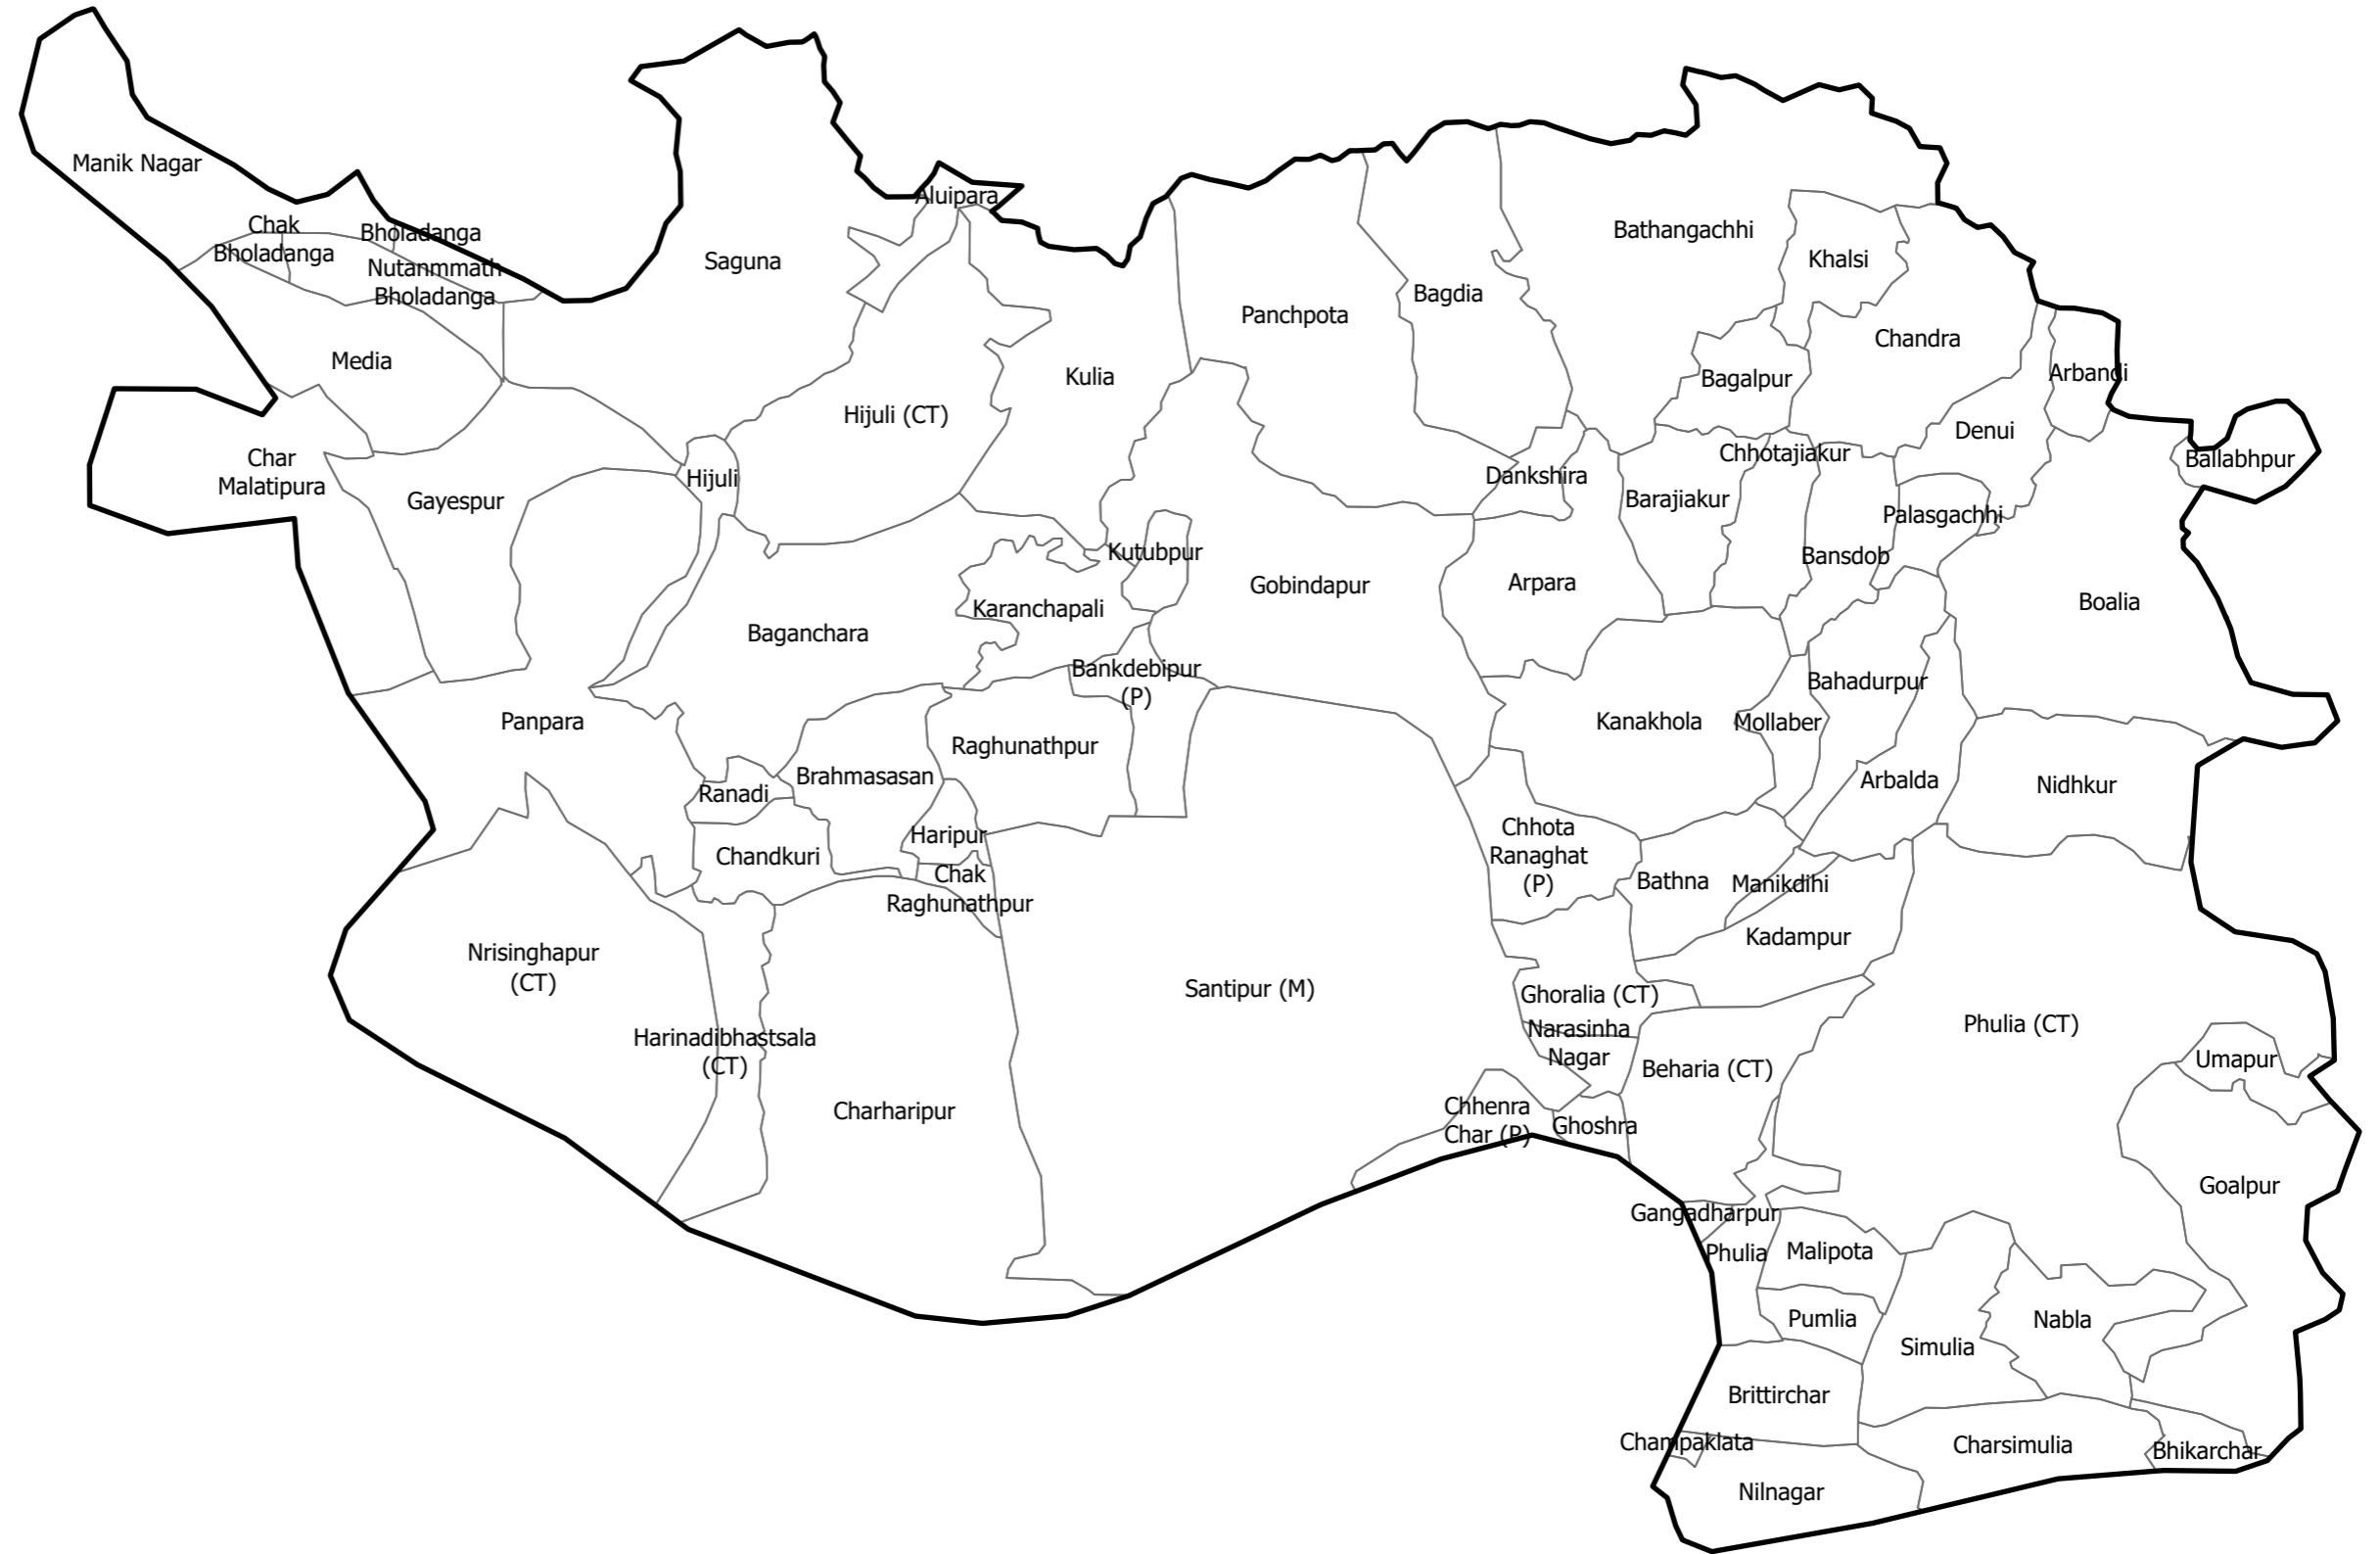 Manik Nagar
Aluipara
Chak
Bholadanga
Bholadanga
Nutanmmath
Bholadanga
Saguna
Bathangachhi
Khalsi
Bagdia
Panchpota
Chandra
Media
Kulia
Bagalpur
Arbandi
Hijuli (CT)
Denui
Char
Malatipura
Chhotajiakur
Ballabhpur
Hijuli
Dankshira
Gayespur
Barajiakur
Palasgachhi
Kutubpur
Bansdob
Gobindapur
Arpara
Karanchapali
Boalia
Baganchara
Bankdebipur
(P)
Bahadurpur
Panpara
Kanakhola
Mollaber
Raghunathpur
Brahmasasan
Arbalda
Nidhkur
Ranadi
Haripur
Chhota
Ranaghat
(P)
Chandkuri
Chak
Raghunathpur
Bathna
Manikdihi
Kadampur
Nrisinghapur
(CT)
Santipur (M)
Ghoralia (CT)
Phulia (CT)
Harinadibhastsala
(CT)
Narasinha
Nagar
Beharia (CT)
Umapur
Charharipur
Chhenra
Char (P)
Ghoshra
Goalpur
Gangadharpur
Phulia
Malipota
Pumlia
Nabla
Simulia
Brittirchar
Champaklata
Charsimulia
Bhikarchar
Nilnagar